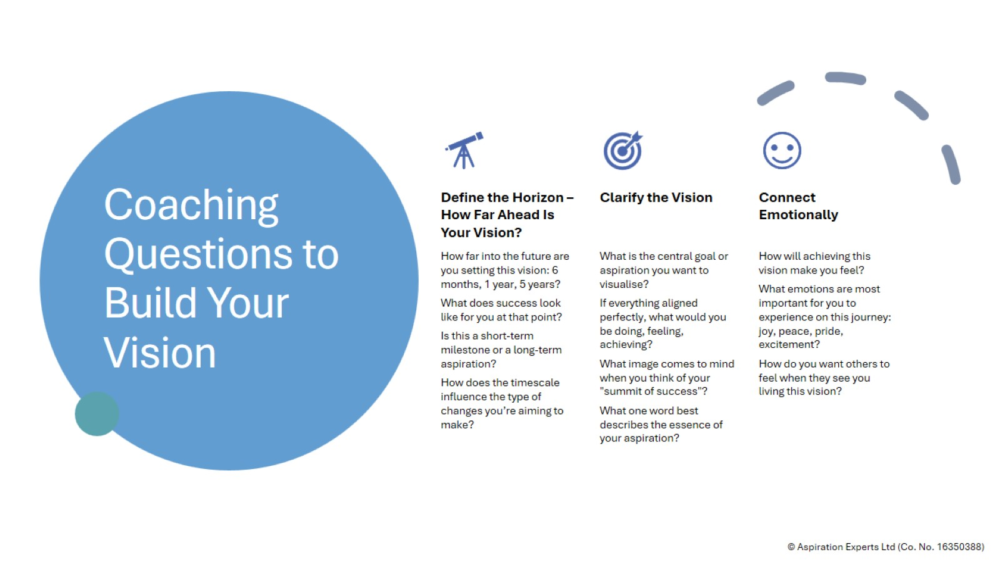 Coaching
Questions to
Build Your
Vision
Define the Horizon –
How Far Ahead Is
Your Vision?
How far into the future are
you setting this vision: 6
months, 1 year, 5 years?
What does success look
like for you at that point?
Is this a short-term
milestone or a long-term
aspiration?
How does the timescale
influence the type of
changes you’re aiming to
make?
Clarify the Vision
What is the central goal or
aspiration you want to
visualise?
If everything aligned
perfectly, what would you
be doing, feeling,
achieving?
What image comes to mind
when you think of your
"summit of success"?
What one word best
describes the essence of
your aspiration?
Connect
Emotionally
How will achieving this
vision make you feel?
What emotions are most
important for you to
experience on this journey:
joy, peace, pride,
excitement?
How do you want others to
feel when they see you
living this vision?
© Aspiration Experts Ltd (Co. No. 16350388)